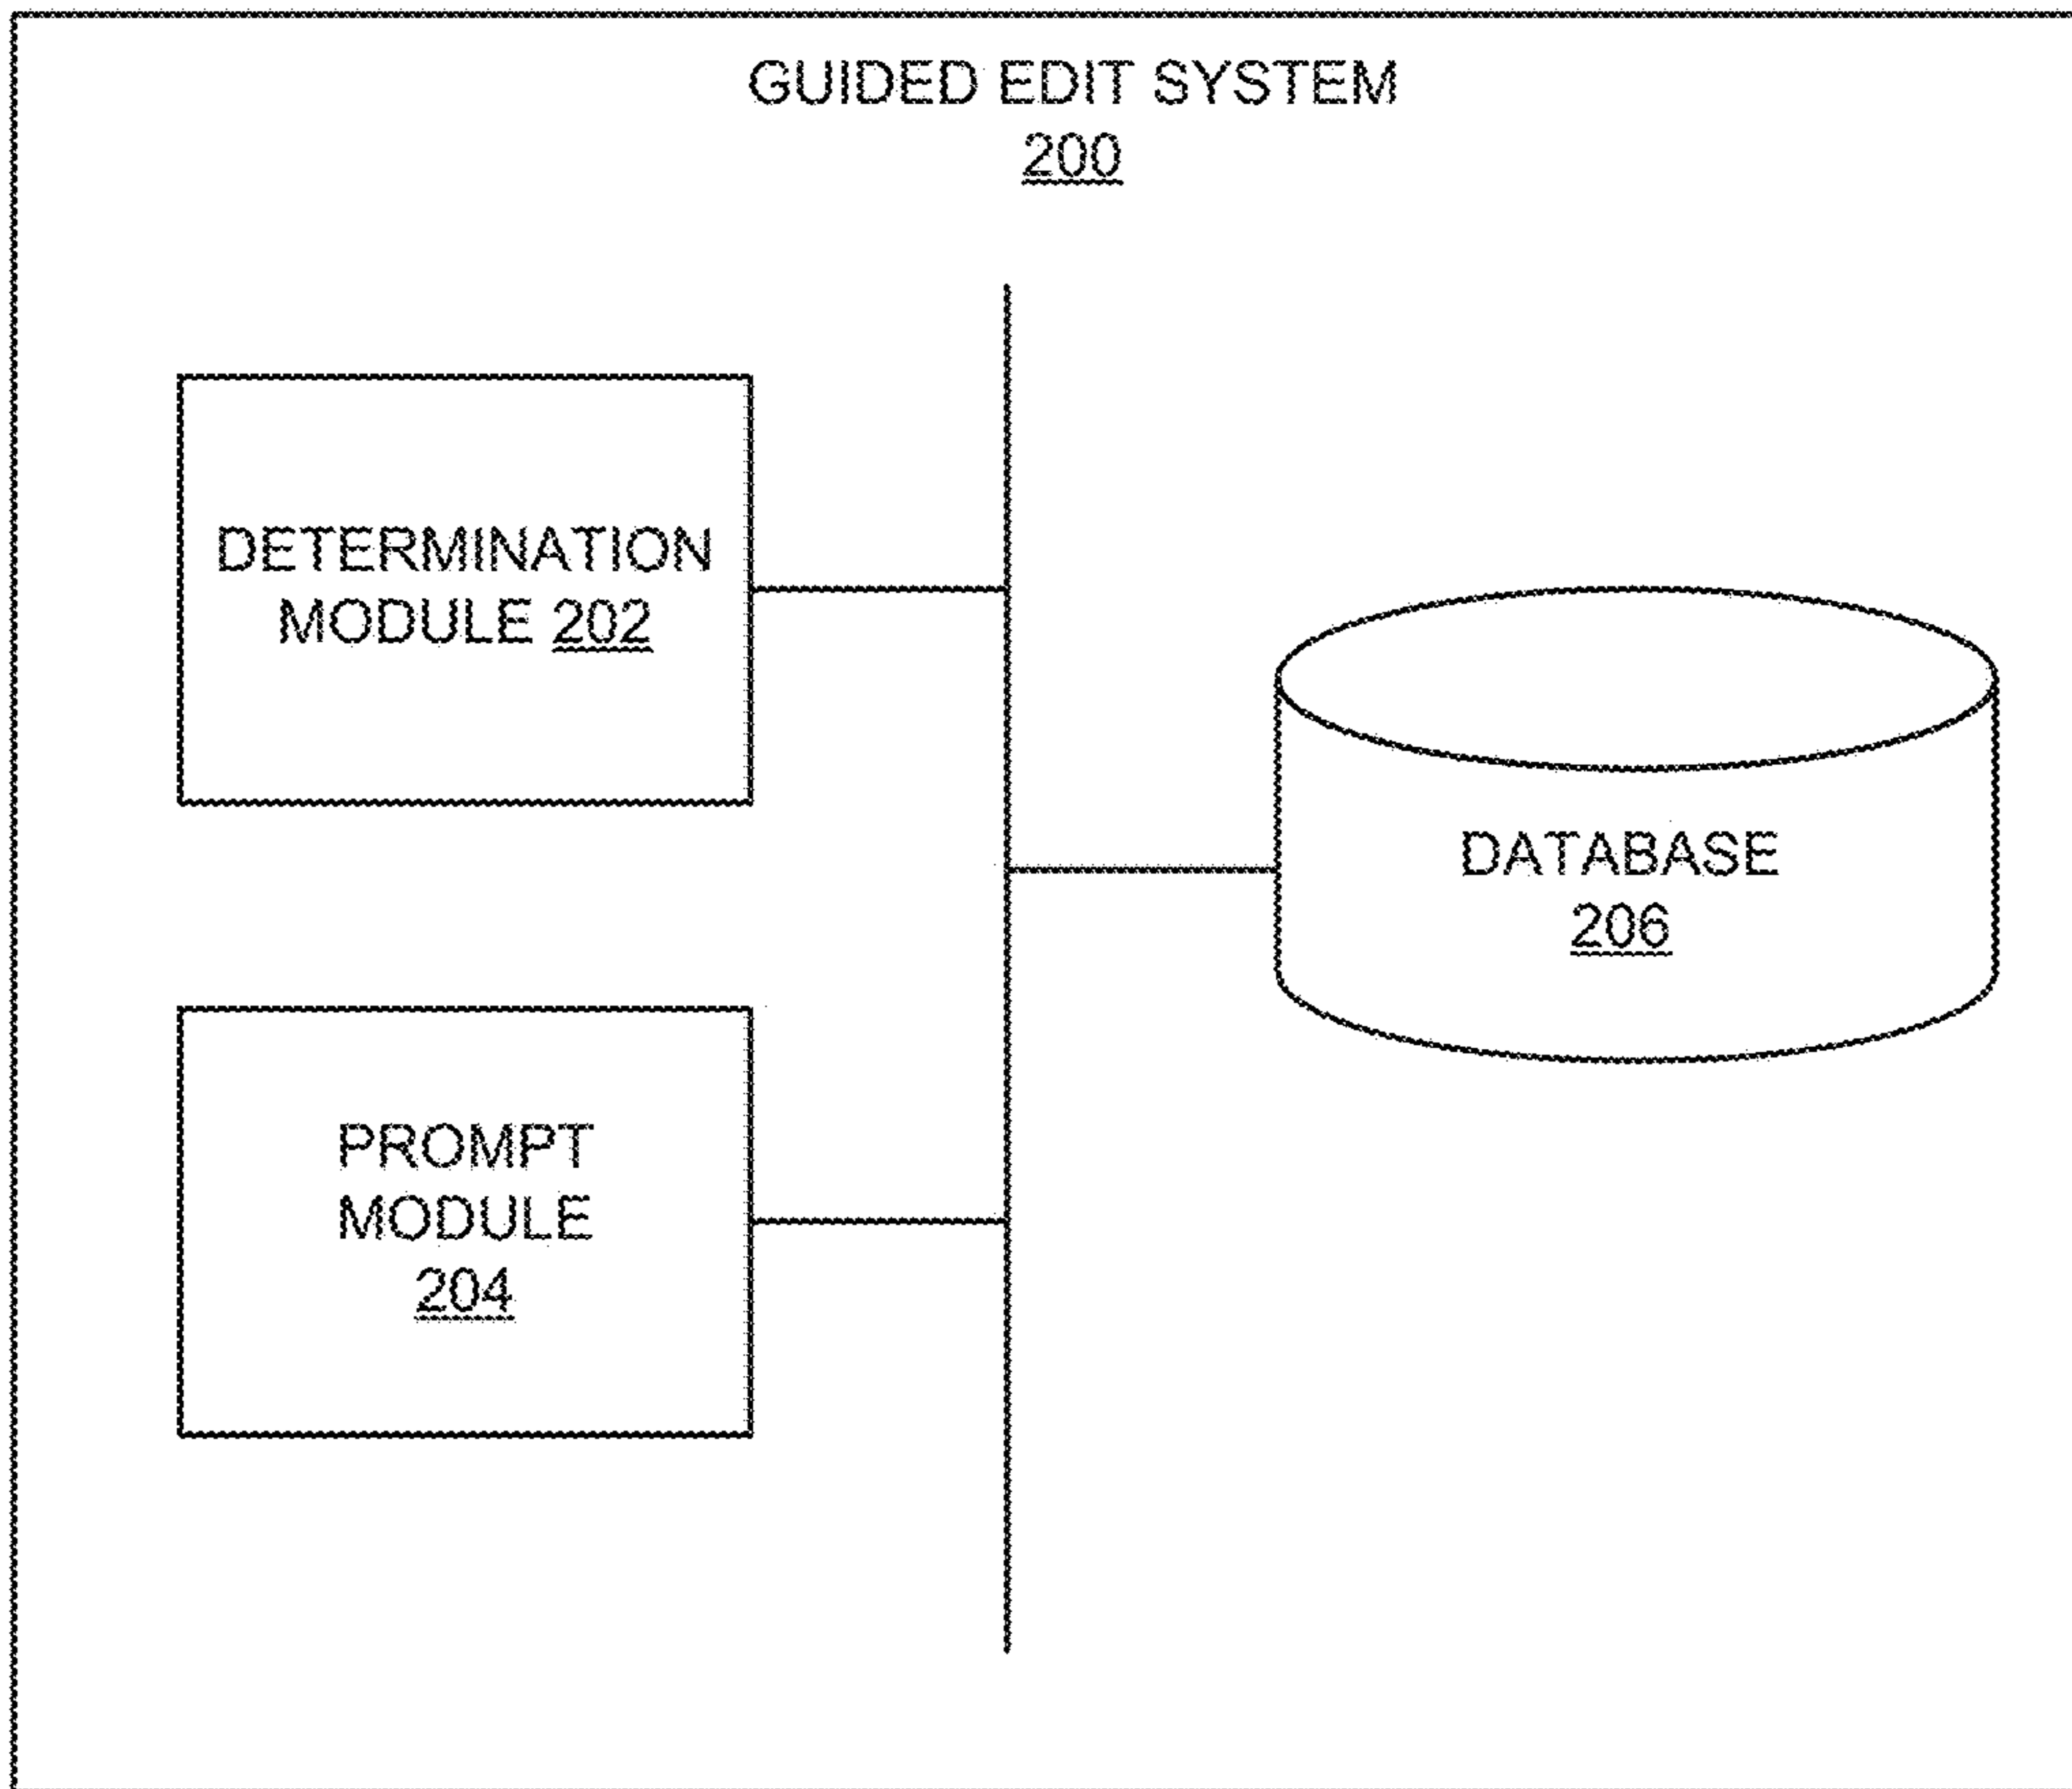 GUIDED EDIT SYSTEM
200
DETERMINATION
MODULE 202
DATABASE
206
PROMPT
MODULE
204